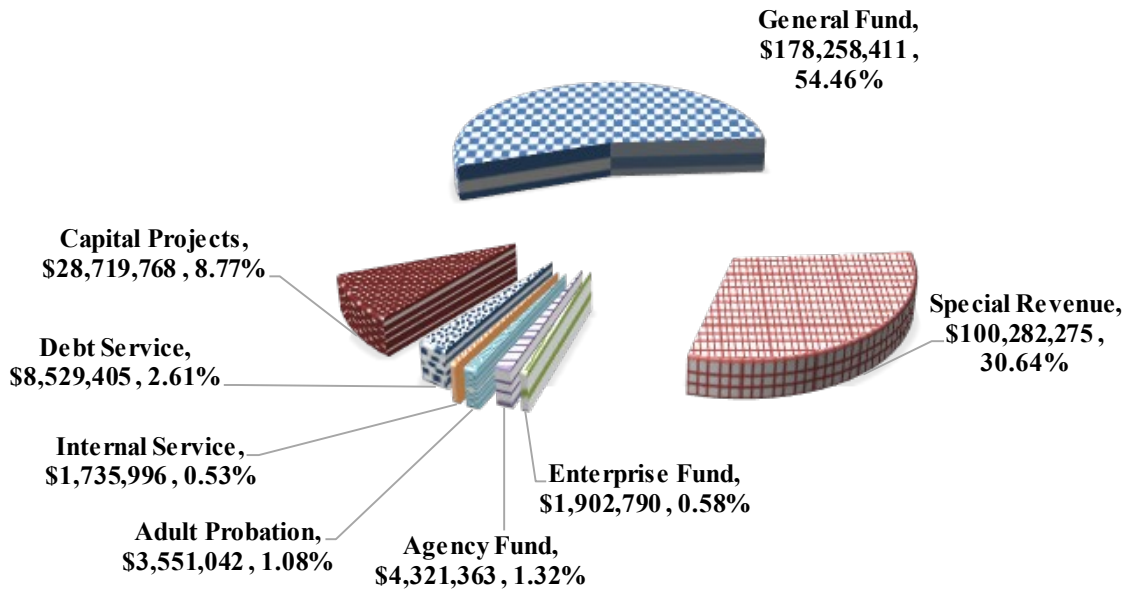 General Fund,
$178,258,411 ,
54.46%
Capital Projects,
$28,719,768 , 8.77%
Special Revenue,
$100,282,275 ,
30.64%
Debt Service,
$8,529,405 , 2.61%
Internal Service,
$1,735,996 , 0.53%
Enterprise Fund,
$1,902,790 , 0.58%
Adult Probation,
$3,551,042 , 1.08%
Agency Fund,
$4,321,363 , 1.32%